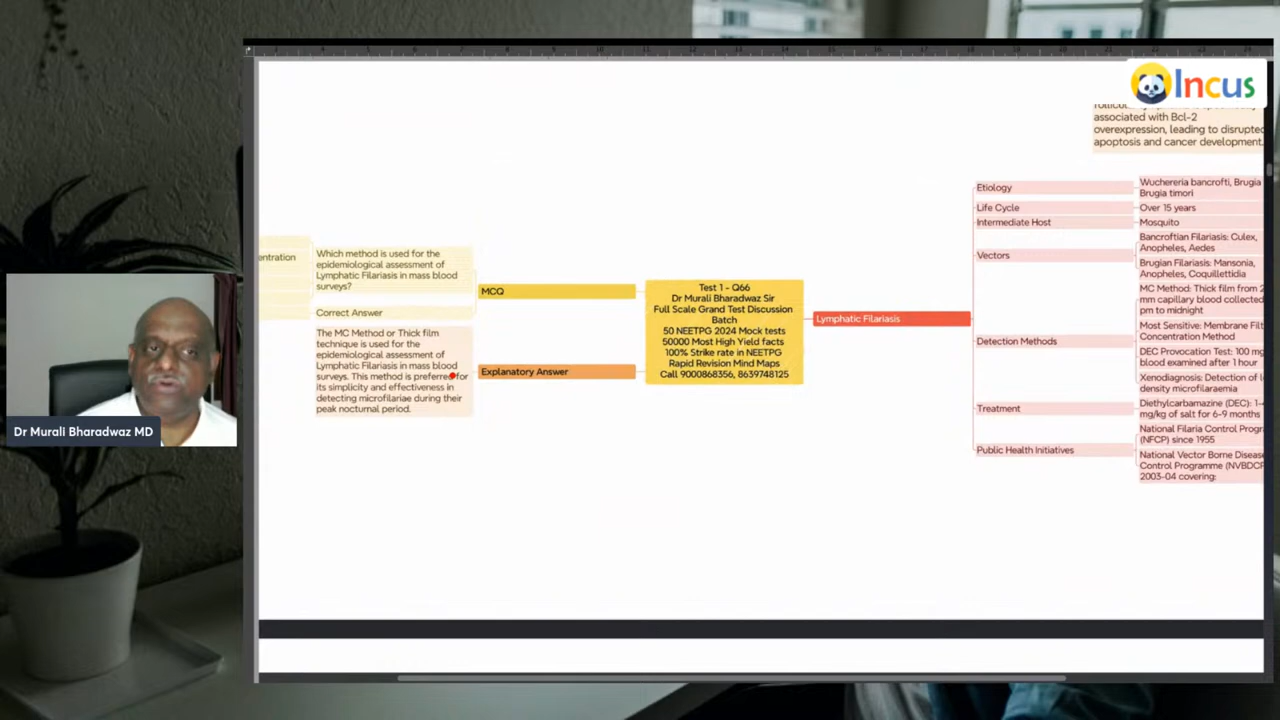 Incus
associated with Bcl-2
overexpression, leading to disrupted
apoptosis and cancer development.
entration
Which method is used for the
epidemiological assessment of
Lymphatic Filariasis in mass blood
surveys?
Correct Answer
The MC Method or Thick film
technique is used for the
epidemiological assessment of
Lymphatic Filariasis in mass blood
surveys. This method is preferred for
its simplicity and effectiveness in
detecting microfilariae during their
peak nocturnal period.
MCQ
Explanatory Answer
Test 1 - Q66
Dr Murali Bharadwaz Sir
Full Scale Grand Test Discussion
Batch
50 NEETPG 2024 Mock tests
50000 Most High Yield facts
100% Strike rate in NEETPG
Rapid Revision Mind Maps
Call 9000868356, 8639748125
Lymphatic Filariasis
Etiology
Wuchereria bancrofti, Brugia
Brugia timori
Life Cycle
Over 15 years
Intermediate Host
Mosquito
Vectors
Bancroftian Filariasis: Culex,
Anopheles, Aedes
Brugian Filariasis: Mansonia,
Anopheles, Coquillettidia
Detection Methods
MC Method: Thick film from 2
mm capillary blood collected
pm to midnight
Most Sensitive: Membrane Filt
Concentration Method
DEC Provocation Test: 100 mg
blood examined after 1 hour
Xenodiagnosis: Detection of l
density microfilaraemia
Treatment
Diethylcarbamazine (DEC): 1-
mg/kg of salt for 6-9 months
Public Health Initiatives
National Filaria Control Progr
(NFCP) since 1955
National Vector Borne Disease
Control Programme (NVBDCP
2003-04 covering:
Dr Murali Bharadwaz MD